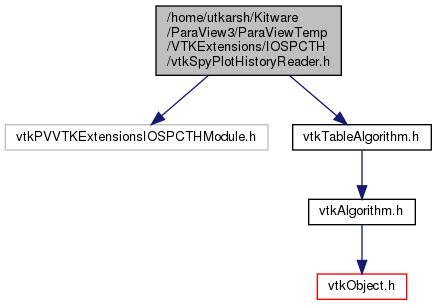 /home/utkarsh/Kitware
/ParaView3/ParaViewTemp
/VTKExtensions/IOSPCTH
/vtkSpyPlotHistoryReader.h
vtkPVVTKExtensionsIOSPCTHModule.h
vtkTableAlgorithm.h
vtkAlgorithm.h
vtkObject.h